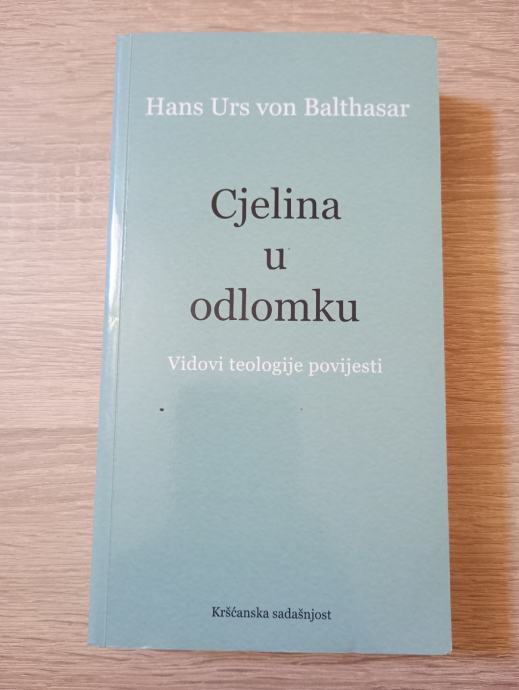 Hans Urs von Balthasar
Cjelina
u
odlomku
Vidovi teologije povijesti
Kršćanska sadašnjost